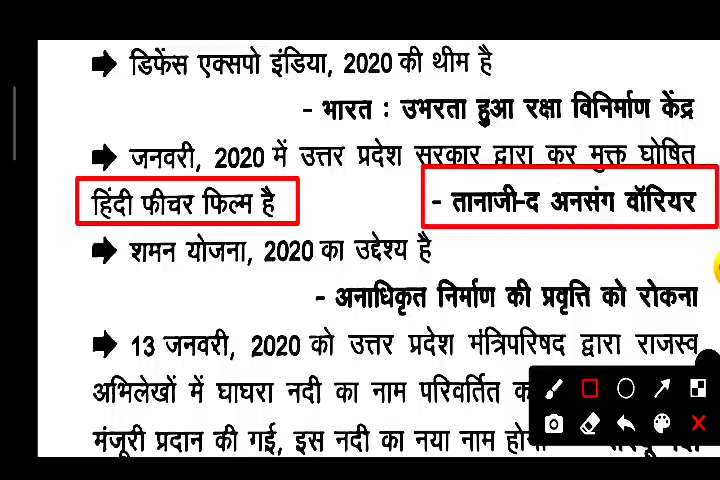 ➡ डिफेंस एक्सपो इंडिया, 2020 की थीम है
- भारत : उभरता हुआ रक्षा विनिर्माण केंद्र
➡ जनवरी, 2020 में उत्तर प्रदेश सरकार द्वारा कर मुक्त घोषित
हिंदी फीचर फिल्म है - तानाजी-द अनसंग वॉरियर
➡ शमन योजना, 2020 का उद्देश्य है
- अनाधिकृत निर्माण की प्रवृत्ति को रोकना
➡ 13 जनवरी, 2020 को उत्तर प्रदेश मंत्रिपरिषद द्वारा राजस्व
अभिलेखों में घाघरा नदी का नाम परिवर्तित
मंजूरी प्रदान की गई, इस नदी का नया नाम